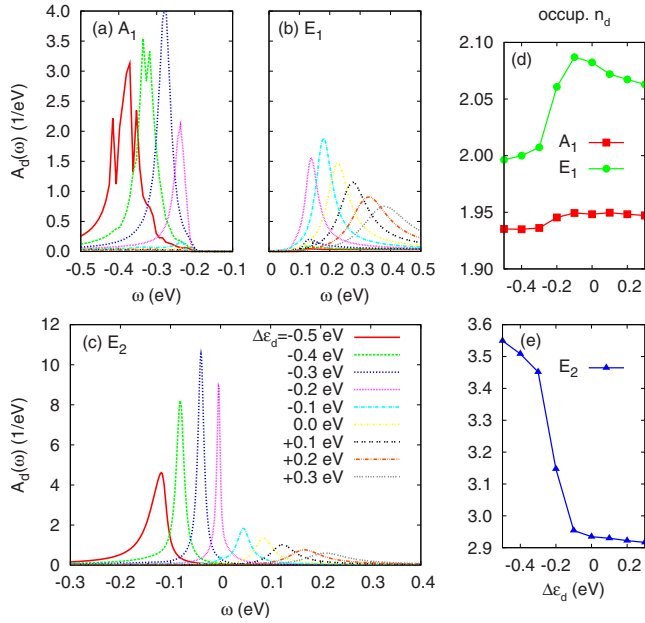 (a) A1
4.0
3.5
3.0
2.5
2.0
1.5
1.0
0.5
0.0
Ad(ω) (1/eV)
-0.5 -0.4 -0.3 -0.2 -0.1
ω (eV)
(b) E1
0 0.1 0.2 0.3 0.4 0.5
ω (eV)
occup. nd
(d)
2.10
2.05
2.00
1.95
1.90
A1
E1
-0.4 -0.2 0 0.2
(c) E2
12
10
8
6
4
2
0
Ad(ω) (1/eV)
Δεd=-0.5 eV
-0.4 eV
-0.3 eV
-0.2 eV
-0.1 eV
0.0 eV
+0.1 eV
+0.2 eV
+0.3 eV
-0.3 -0.2 -0.1 0 0.1 0.2 0.3 0.4
ω (eV)
(e)
E2
3.6
3.5
3.4
3.3
3.2
3.1
3.0
2.9
-0.4 -0.2 0 0.2
Δεd (eV)